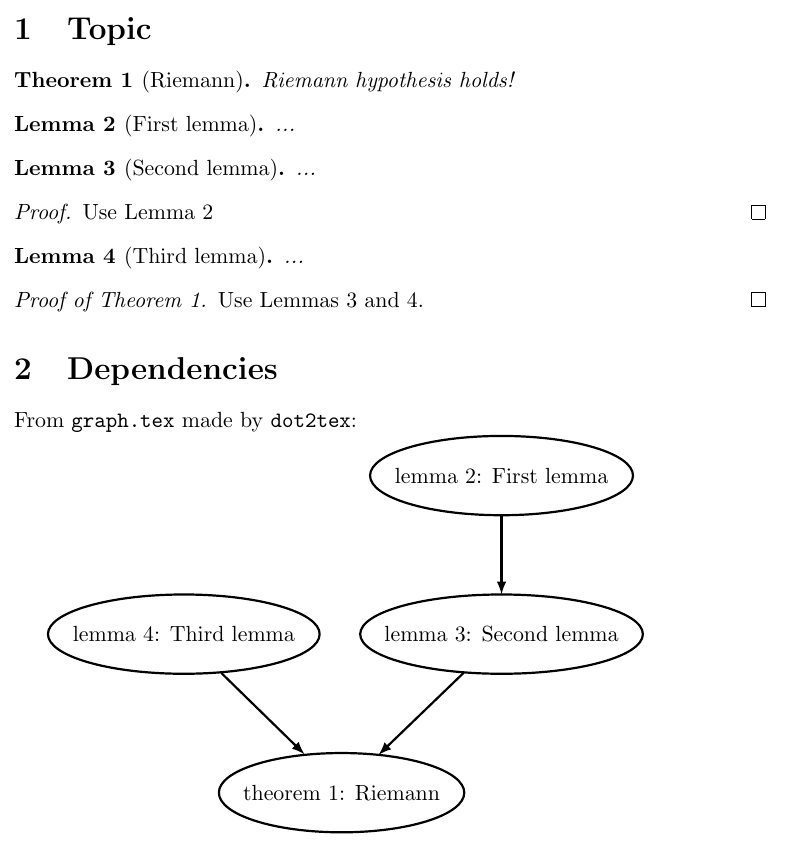 1 Topic
Theorem 1 (Riemann). Riemann hypothesis holds!
Lemma 2 (First lemma). ...
Lemma 3 (Second lemma). ...
Proof. Use Lemma 2 □
Lemma 4 (Third lemma). ...
Proof of Theorem 1. Use Lemmas 3 and 4. □
2 Dependencies
From graph.tex made by dot2tex:
lemma 2: First lemma
lemma 4: Third lemma
lemma 3: Second lemma
theorem 1: Riemann